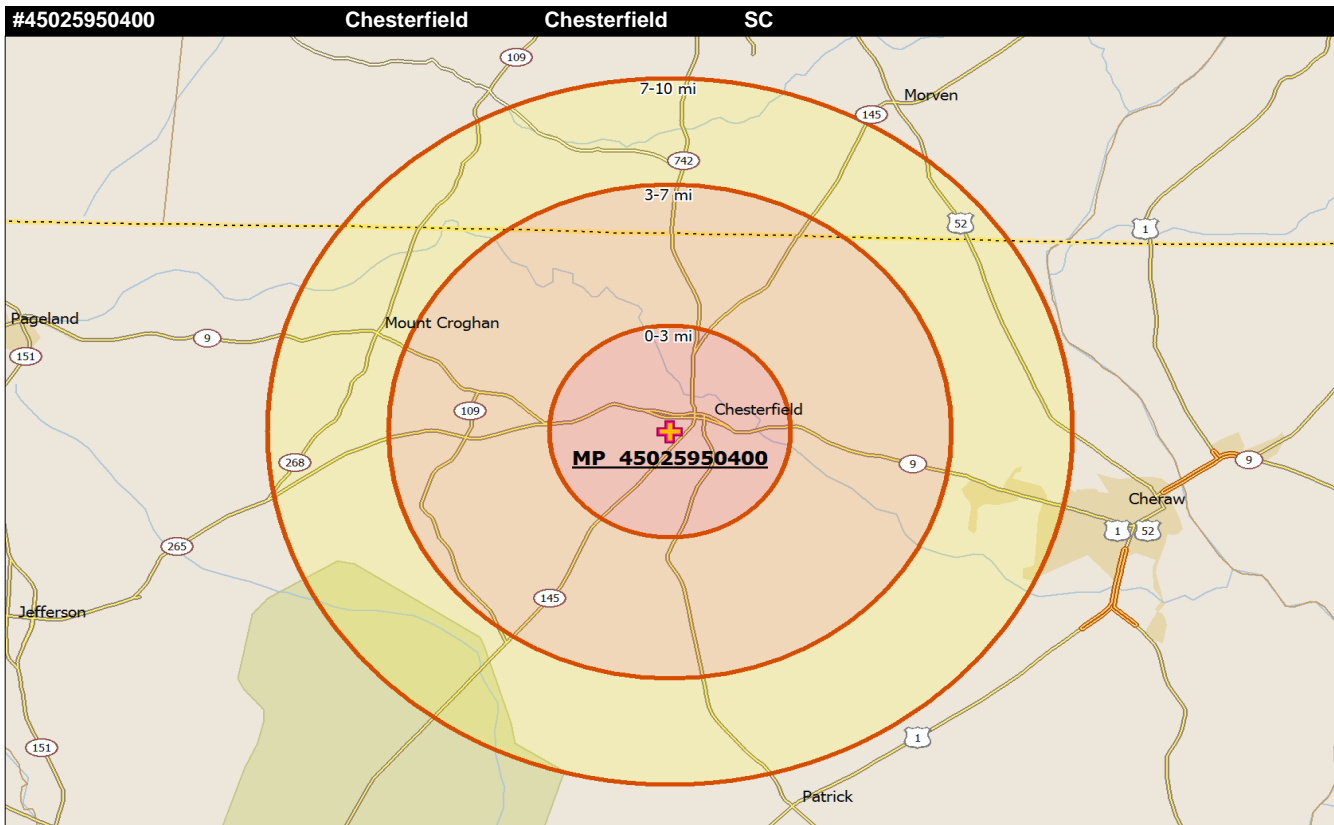 #45025950400 Chesterfield Chesterfield SC
109
7-10 mi
Morven
145
742
3-7 mi
52
1
Pageland
Mount Croghan
9
0-3 mi
151
109
Chesterfield
MP 45025950400
268
9
9
Cheraw
1
52
265
145
Jefferson
1
151
Patrick